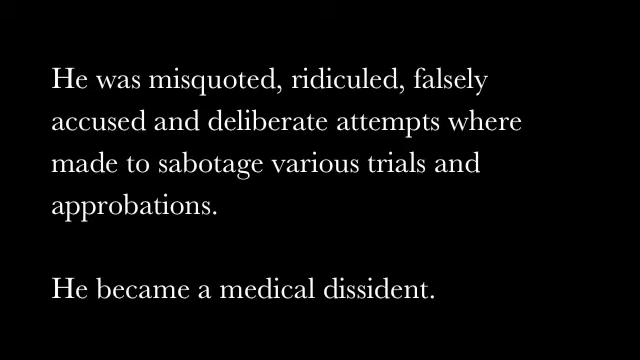 He was misquoted, ridiculed, falsely
accused and deliberate attempts where
made to sabotage various trials and
approbations.
He became a medical dissident.